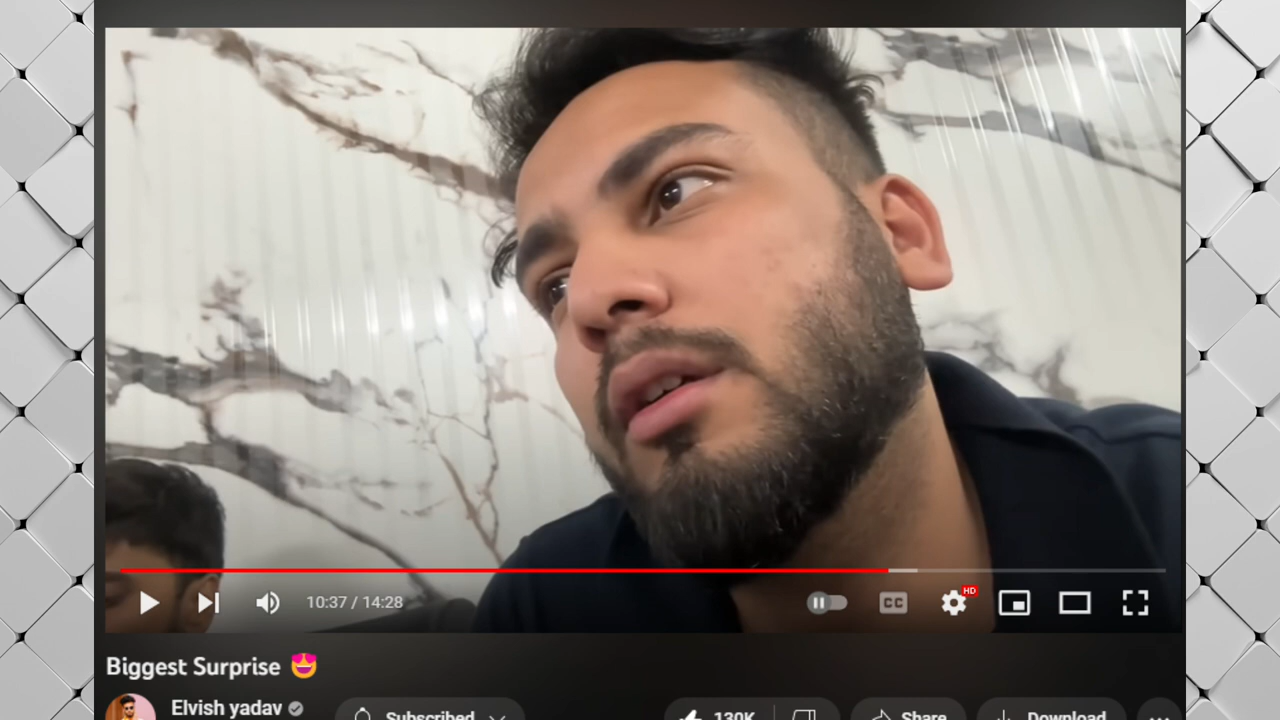 10:37 / 14:28
CC
HD
Biggest Surprise 😍
Elvish yadav
Subscribed
130K
Share
Download